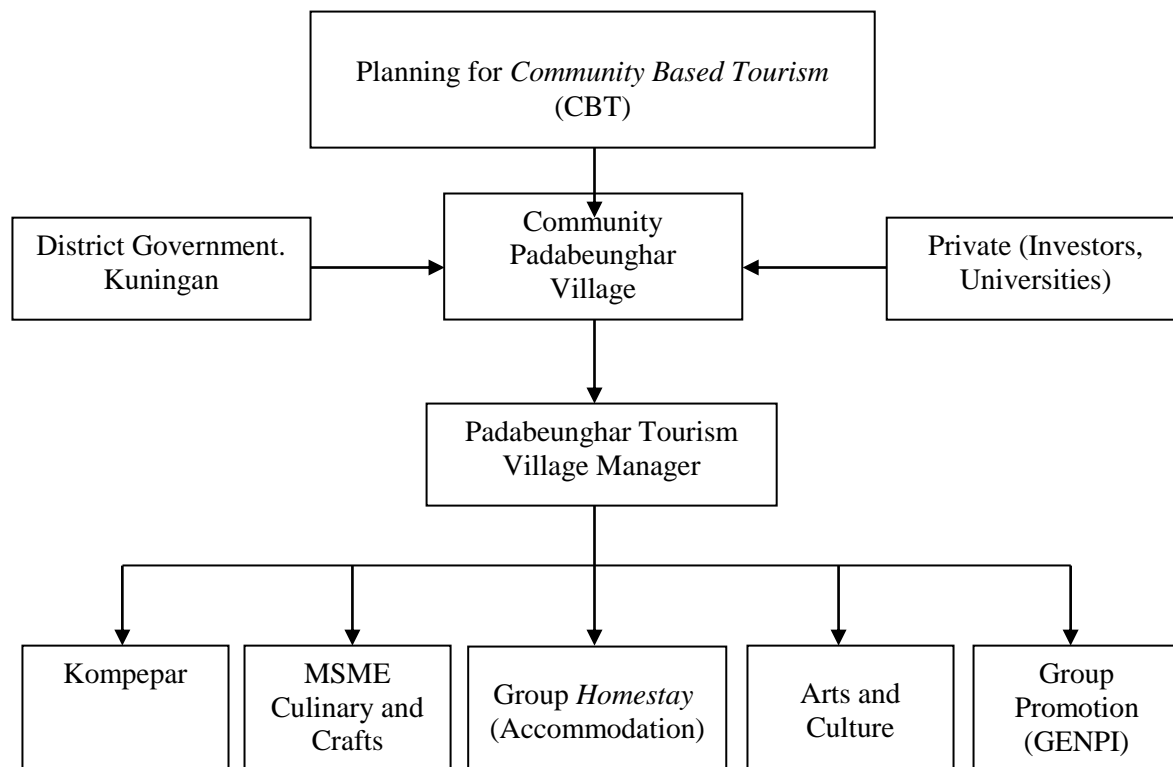 Planning for Community Based Tourism
(CBT)
District Government.
Kuningan
Community
Padabeunghar
Village
Private (Investors,
Universities)
Padabeunghar Tourism
Village Manager
Kompepar
MSME
Culinary and
Crafts
Group Homestay
(Accommodation)
Arts and
Culture
Group
Promotion
(GENPI)